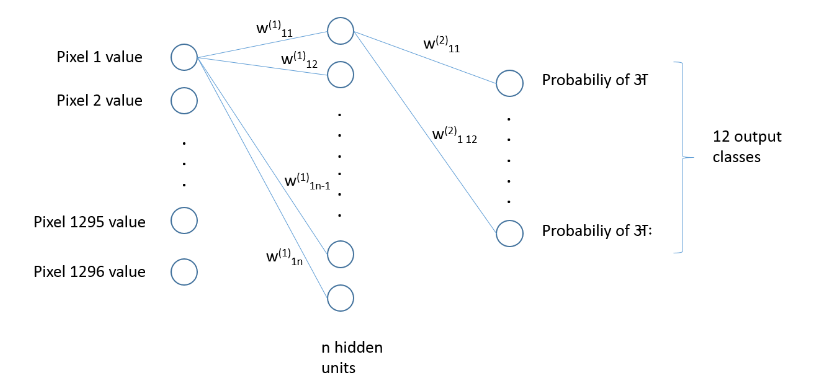 Pixel 1 value
Pixel 2 value
Pixel 1295 value
Pixel 1296 value
w(1)11
w(1)12
w(1)1n-1
w(1)1n
n hidden
units
w(2)11
w(2)1 12
Probabiliy of अ
Probabiliy of अ:
12 output
classes